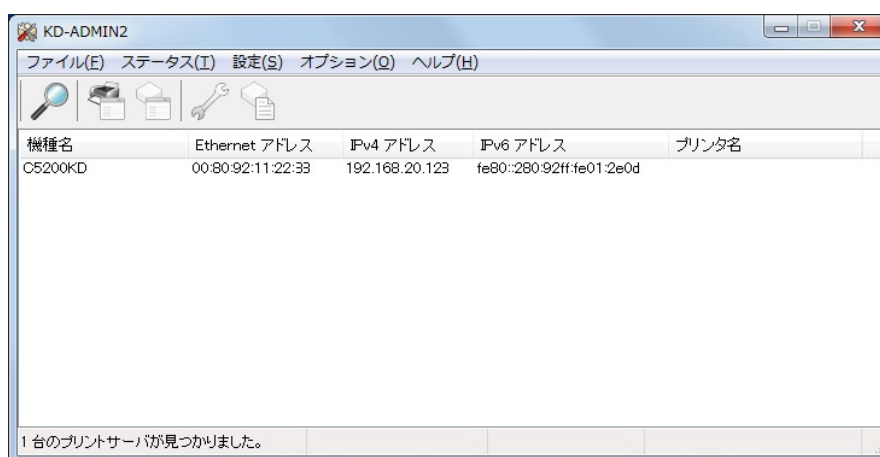 KD-ADMIN2
ファイル(F) ステータス(T) 設定(S) オプション(O) ヘルプ(H)
機種名 Ethernet アドレス IPv4 アドレス IPv6 アドレス プリンタ名
C5200KD 00:80:92:11:22:33 192.168.20.123 fe80::280:92ff:fe01:2e0d
1 台のプリントサーバが見つかりました。